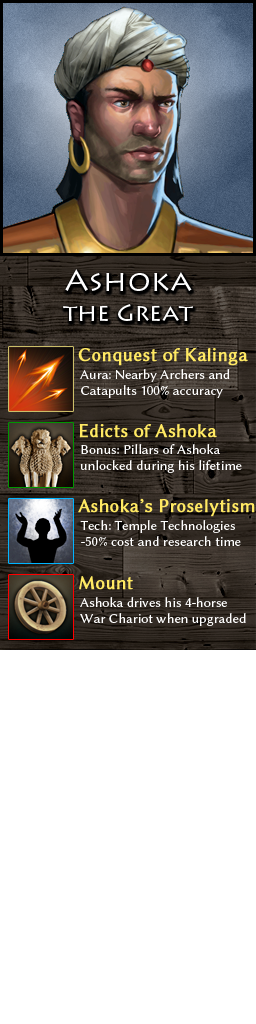 Ashoka
the Great
Conquest of Kalinga
Aura: Nearby Archers and
Catapults 100% accuracy
Edicts of Ashoka
Bonus: Pillars of Ashoka
unlocked during his lifetime
Ashoka's Proselytism
Tech: Temple Technologies
-50% cost and research time
Mount
Ashoka drives his 4-horse
War Chariot when upgraded